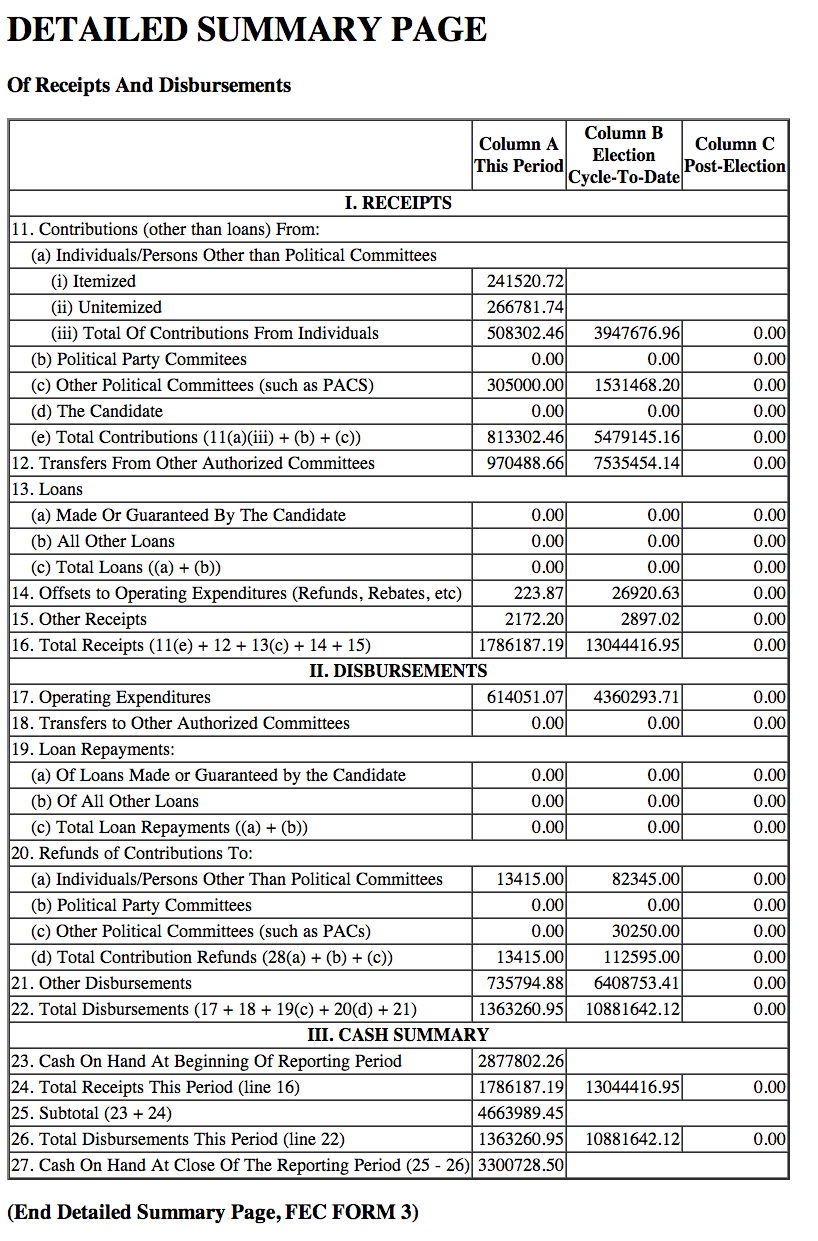 DETAILED SUMMARY PAGE
Of Receipts And Disbursements
Column A This Period Column B Election Cycle-To-Date Column C Post-Election
I. RECEIPTS
11. Contributions (other than loans) From:
(a) Individuals/Persons Other than Political Committees
(i) Itemized 241520.72
(ii) Unitemized 266781.74
(iii) Total Of Contributions From Individuals 508302.46 3947676.96 0.00
(b) Political Party Commitees 0.00 0.00 0.00
(c) Other Political Committees (such as PACS) 305000.00 1531468.20 0.00
(d) The Candidate 0.00 0.00 0.00
(e) Total Contributions (11(a)(iii) + (b) + (c)) 813302.46 5479145.16 0.00
12. Transfers From Other Authorized Committees 970488.66 7535454.14 0.00
13. Loans
(a) Made Or Guaranteed By The Candidate 0.00 0.00 0.00
(b) All Other Loans 0.00 0.00 0.00
(c) Total Loans ((a) + (b)) 0.00 0.00 0.00
14. Offsets to Operating Expenditures (Refunds, Rebates, etc) 223.87 26920.63 0.00
15. Other Receipts 2172.20 2897.02 0.00
16. Total Receipts (11(e) + 12 + 13(c) + 14 + 15) 1786187.19 13044416.95 0.00
II. DISBURSEMENTS
17. Operating Expenditures 614051.07 4360293.71 0.00
18. Transfers to Other Authorized Committees 0.00 0.00 0.00
19. Loan Repayments:
(a) Of Loans Made or Guaranteed by the Candidate 0.00 0.00 0.00
(b) Of All Other Loans 0.00 0.00 0.00
(c) Total Loan Repayments ((a) + (b)) 0.00 0.00 0.00
20. Refunds of Contributions To:
(a) Individuals/Persons Other Than Political Committees 13415.00 82345.00 0.00
(b) Political Party Committees 0.00 0.00 0.00
(c) Other Political Committees (such as PACs) 0.00 30250.00 0.00
(d) Total Contribution Refunds (28(a) + (b) + (c)) 13415.00 112595.00 0.00
21. Other Disbursements 735794.88 6408753.41 0.00
22. Total Disbursements (17 + 18 + 19(c) + 20(d) + 21) 1363260.95 10881642.12 0.00
III. CASH SUMMARY
23. Cash On Hand At Beginning Of Reporting Period 2877802.26
24. Total Receipts This Period (line 16) 1786187.19 13044416.95 0.00
25. Subtotal (23 + 24) 4663989.45
26. Total Disbursements This Period (line 22) 1363260.95 10881642.12 0.00
27. Cash On Hand At Close Of The Reporting Period (25 - 26) 3300728.50
(End Detailed Summary Page, FEC FORM 3)